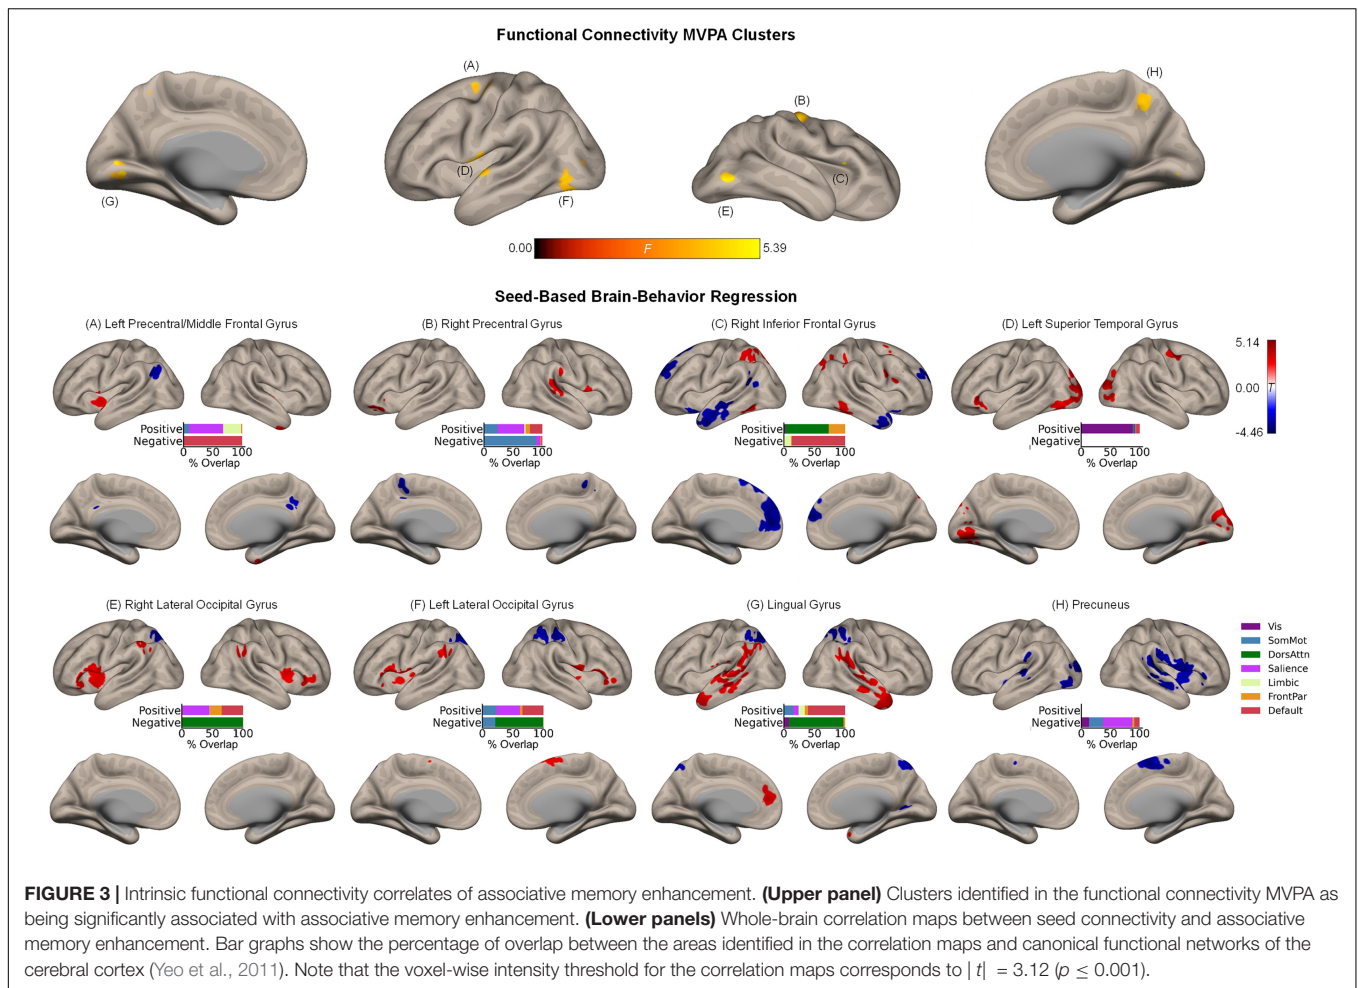 Functional Connectivity MVPA Clusters
(A)
(H)
(B)
(D)
(C)
(G)
(F)
(E)
0.00 F 5.39
Seed-Based Brain-Behavior Regression
(A) Left Precentral/Middle Frontal Gyrus
(B) Right Precentral Gyrus
(C) Right Inferior Frontal Gyrus
(D) Left Superior Temporal Gyrus
5.14
0.00 T
-4.46
Positive
Negative
0 50 100
% Overlap
Positive
Negative
0 50 100
% Overlap
Positive
Negative
0 50 100
% Overlap
Positive
Negative
0 50 100
% Overlap
(E) Right Lateral Occipital Gyrus
(F) Left Lateral Occipital Gyrus
(G) Lingual Gyrus
(H) Precuneus
Vis
SomMot
DorsAttn
Salience
Limbic
FrontPar
Default
Positive
Negative
0 50 100
% Overlap
Positive
Negative
0 50 100
% Overlap
Positive
Negative
0 50 100
% Overlap
Positive
Negative
0 50 100
% Overlap
FIGURE 3 | Intrinsic functional connectivity correlates of associative memory enhancement. (Upper panel) Clusters identified in the functional connectivity MVPA as
being significantly associated with associative memory enhancement. (Lower panels) Whole-brain correlation maps between seed connectivity and associative
memory enhancement. Bar graphs show the percentage of overlap between the areas identified in the correlation maps and canonical functional networks of the
cerebral cortex (Yeo et al., 2011). Note that the voxel-wise intensity threshold for the correlation maps corresponds to | t| = 3.12 (p ≤ 0.001).